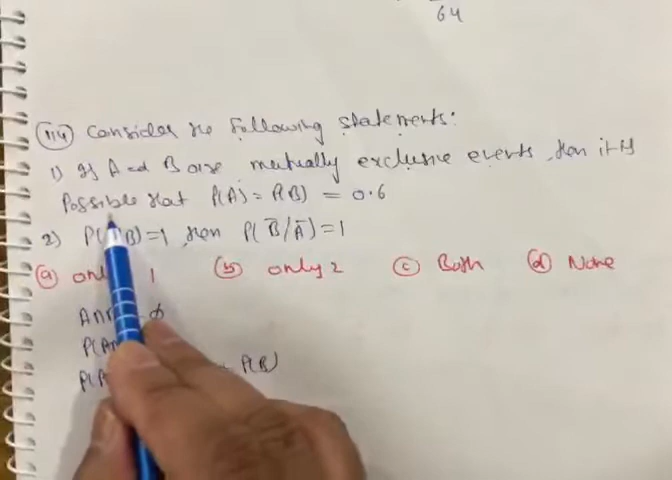 64
114 Consider the following statements:
1) If A and B are mutually exclusive events, then it is
possible that P(A) = P(B) = 0.6
2) P( B) = 1, then P(B̅/A̅) = 1
(a) only 1 (b) only 2 (c) Both (d) None
A∩ ϕ
P(A
P(A P(B)